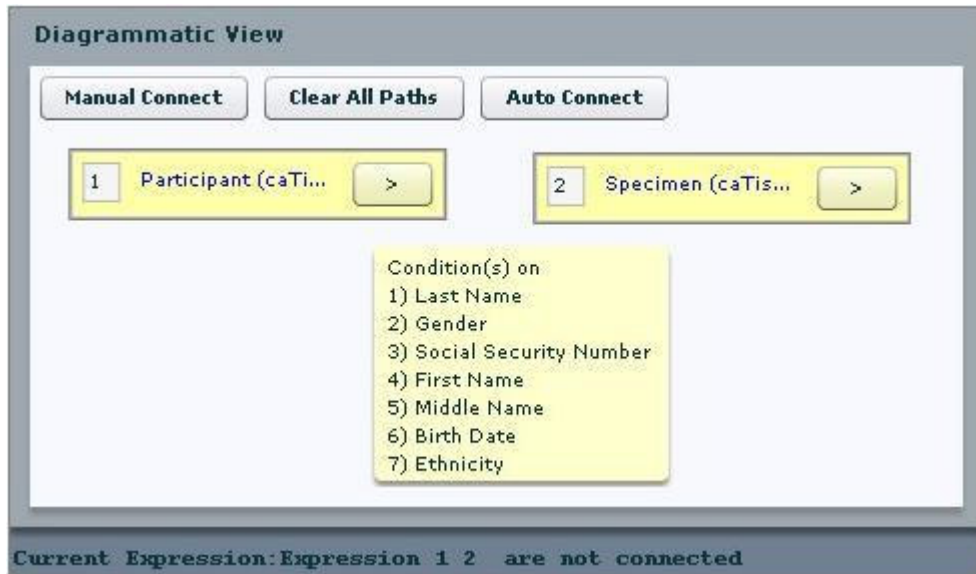 Diagrammatic View
Manual Connect Clear All Paths Auto Connect
1 Participant (caTi... > 2 Specimen (caTis... >
Condition(s) on
1) Last Name
2) Gender
3) Social Security Number
4) First Name
5) Middle Name
6) Birth Date
7) Ethnicity
Current Expression:Expression 1 2 are not connected